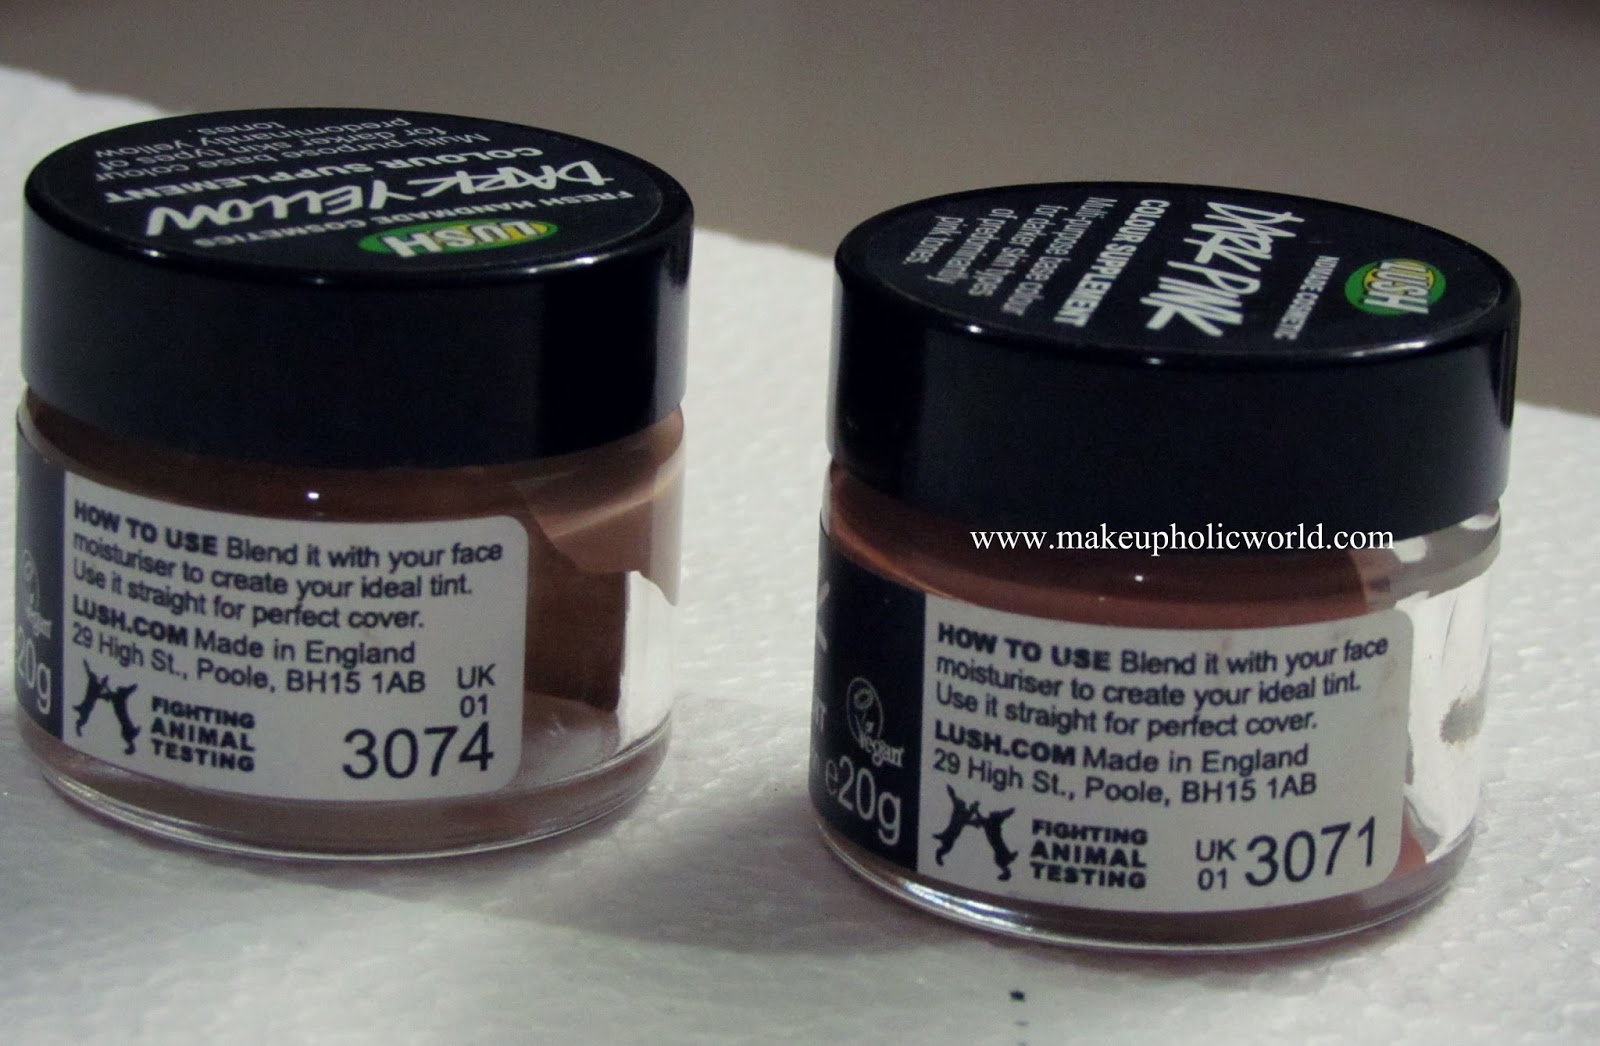 LUSH
FRESH HANDMADE COSMETICS
DARK YELLOW
COLOUR SUPPLEMENT
Multi-purpose base colour
for darker skin types of
predominantly yellow
tones.
HOW TO USE Blend it with your face
moisturiser to create your ideal tint.
Use it straight for perfect cover.
LUSH.COM Made in England
29 High St., Poole, BH15 1AB
UK
01
FIGHTING
ANIMAL
TESTING
3074
Vegan
20g
LUSH
DARK PINK
COLOUR SUPPLEMENT
Multi-purpose base colour
for darker skin types
of predominantly
pink tones.
www.makeupholicworld.com
HOW TO USE Blend it with your face
moisturiser to create your ideal tint.
Use it straight for perfect cover.
LUSH.COM Made in England
29 High St., Poole, BH15 1AB
FIGHTING
ANIMAL
TESTING
UK
01
3071
Vegan
e20g